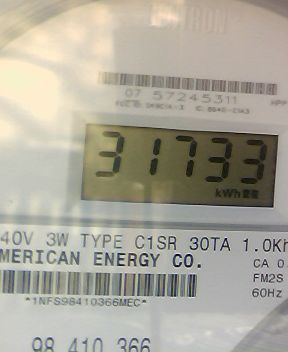 07 57245311
31733
kWh
40V 3W TYPE C1SR 30TA 1.0Kh
MERICAN ENERGY CO.
CA 0.
FM2S
*1NFS98410366MEC*
60Hz
98 410 366